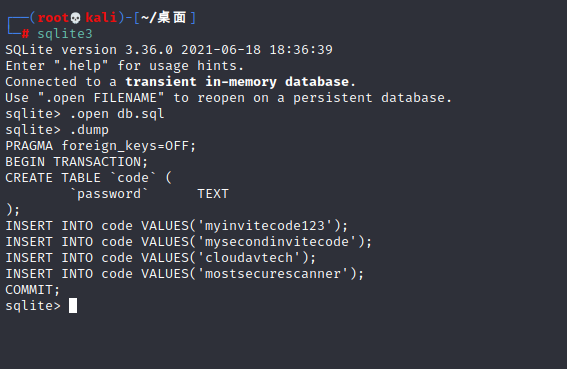 ┌──(root💀kali)-[~/桌面]
└─# sqlite3
SQLite version 3.36.0 2021-06-18 18:36:39
Enter ".help" for usage hints.
Connected to a transient in-memory database.
Use ".open FILENAME" to reopen on a persistent database.
sqlite> .open db.sql
sqlite> .dump
PRAGMA foreign_keys=OFF;
BEGIN TRANSACTION;
CREATE TABLE `code` (
        `password`      TEXT
);
INSERT INTO code VALUES('myinvitecode123');
INSERT INTO code VALUES('mysecondinvitecode');
INSERT INTO code VALUES('cloudavtech');
INSERT INTO code VALUES('mostsecurescanner');
COMMIT;
sqlite>